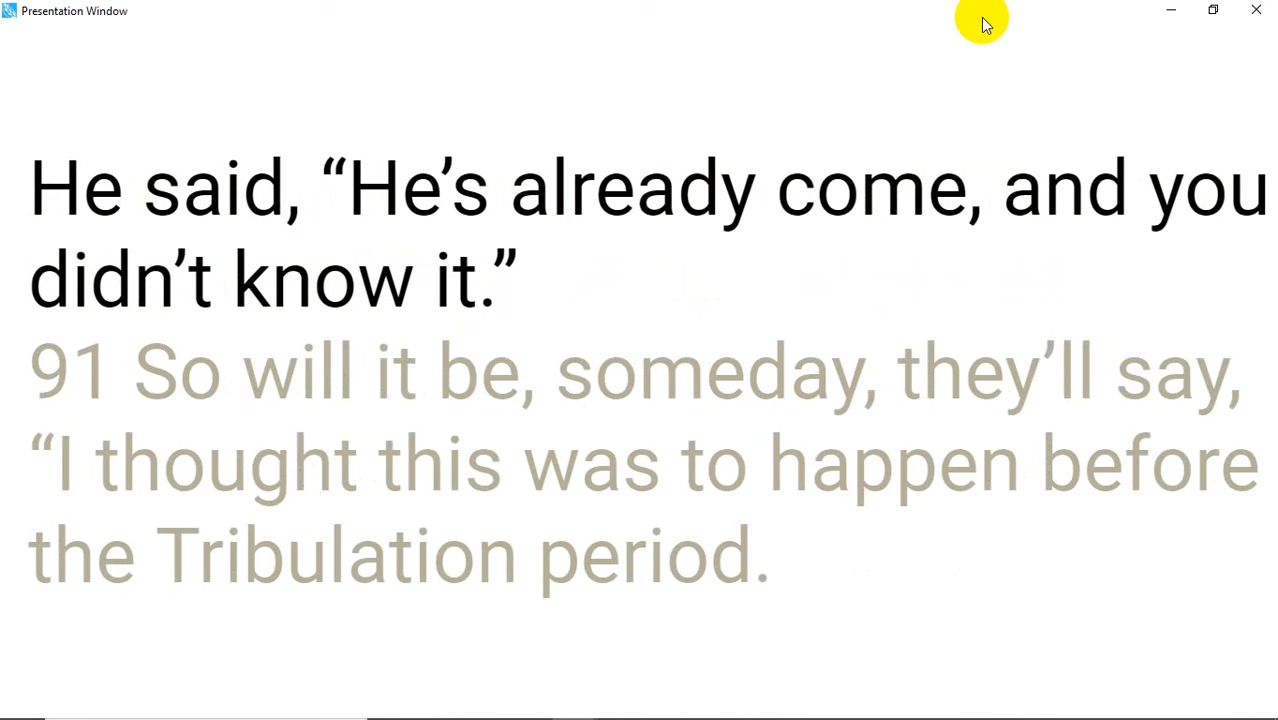 Presentation Window
He said, “He’s already come, and you
didn’t know it.”
91 So will it be, someday, they’ll say,
“I thought this was to happen before
the Tribulation period.